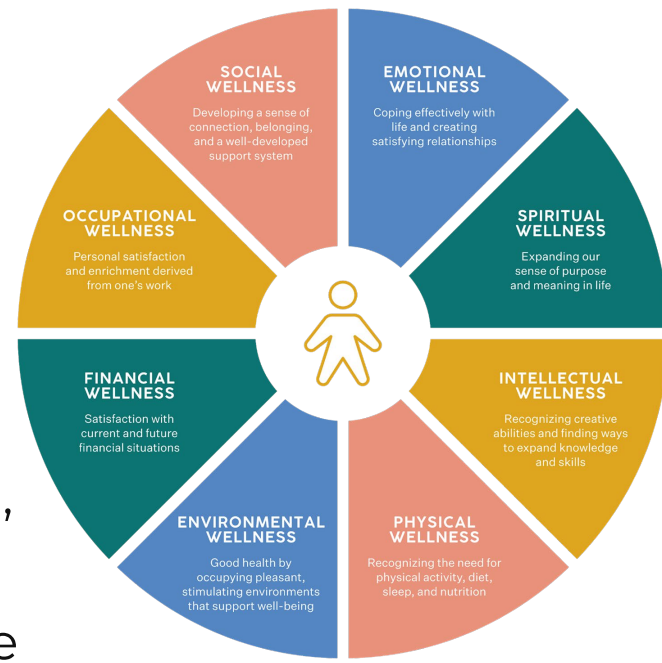 SOCIAL
WELLNESS
Developing a sense of
connection, belonging,
and a well-developed
support system
EMOTIONAL
WELLNESS
Coping effectively with
life and creating
satisfying relationships
SPIRITUAL
WELLNESS
Expanding our
sense of purpose
and meaning in life
INTELLECTUAL
WELLNESS
Recognizing creative
abilities and finding ways
to expand knowledge
and skills
PHYSICAL
WELLNESS
Recognizing the need for
physical activity, diet,
sleep, and nutrition
ENVIRONMENTAL
WELLNESS
Good health by
occupying pleasant,
stimulating environments
that support well-being
FINANCIAL
WELLNESS
Satisfaction with
current and future
financial situations
OCCUPATIONAL
WELLNESS
Personal satisfaction
and enrichment derived
from one's work